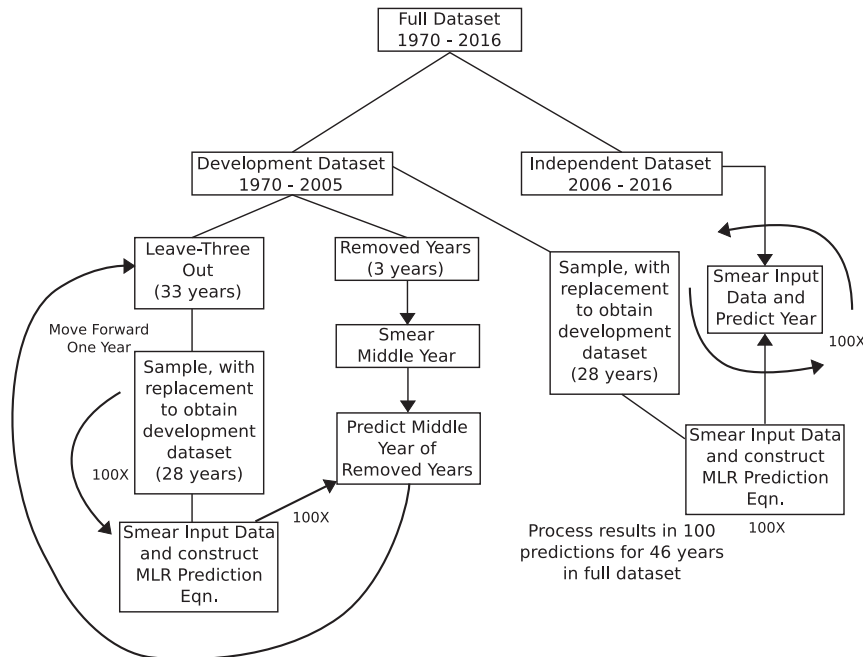 Full Dataset
1970 - 2016
Development Dataset
1970 - 2005
Independent Dataset
2006 - 2016
Leave-Three
Out
(33 years)
Removed Years
(3 years)
Sample, with
replacement
to obtain
development
dataset
(28 years)
Smear Input
Data and
Predict Year
100X
Move Forward
One Year
Smear
Middle Year
Sample, with
replacement
to obtain
development
dataset
(28 years)
100X
Predict Middle
Year of
Removed Years
Smear Input Data
and construct
MLR Prediction
Eqn.
100X
100X
Smear Input Data
and construct
MLR Prediction
Eqn.
Process results in 100
predictions for 46 years
in full dataset